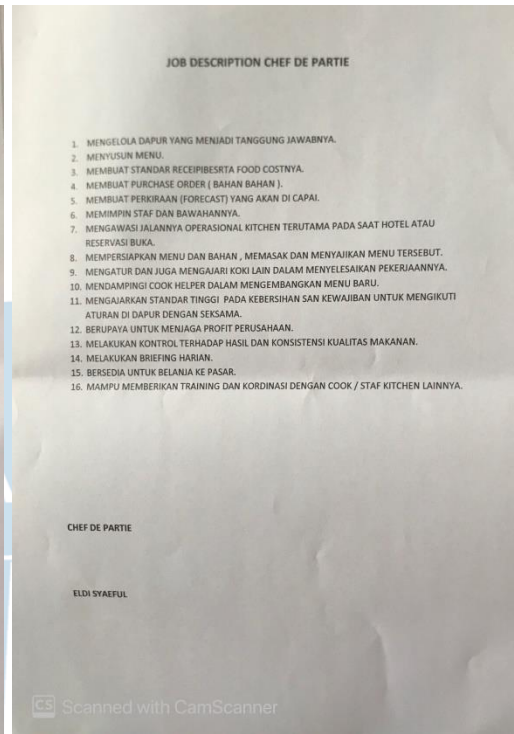 JOB DESCRIPTION CHEF DE PARTIE
1. MENGELOLA DAPUR YANG MENJADI TANGGUNG JAWABNYA.
2. MENYUSUN MENU.
3. MEMBUAT STANDAR RECEIPIBESRTA FOOD COSTNYA.
4. MEMBUAT PURCHASE ORDER ( BAHAN BAHAN ).
5. MEMBUAT PERKIRAAN (FORECAST) YANG AKAN DI CAPAI.
6. MEMIMPIN STAF DAN BAWAHANNYA.
7. MENGAWASI JALANNYA OPERASIONAL KITCHEN TERUTAMA PADA SAAT HOTEL ATAU
RESERVASI BUKA.
8. MEMPERSIAPKAN MENU DAN BAHAN , MEMASAK DAN MENYAJIKAN MENU TERSEBUT.
9. MENGATUR DAN JUGA MENGAJARI KOKI LAIN DALAM MENYELESAIKAN PEKERJAANNYA.
10. MENDAMPINGI COOK HELPER DALAM MENGEMBANGKAN MENU BARU.
11. MENGAJARKAN STANDAR TINGGI PADA KEBERSIHAN SAN KEWAJIBAN UNTUK MENGIKUTI
ATURAN DI DAPUR DENGAN SEKSAMA.
12. BERUPAYA UNTUK MENJAGA PROFIT PERUSAHAAN.
13. MELAKUKAN KONTROL TERHADAP HASIL DAN KONSISTENSI KUALITAS MAKANAN.
14. MELAKUKAN BRIEFING HARIAN.
15. BERSEDIA UNTUK BELANJA KE PASAR.
16. MAMPU MEMBERIKAN TRAINING DAN KORDINASI DENGAN COOK / STAF KITCHEN LAINNYA.
CHEF DE PARTIE
ELDI SYAEFUL
CS Scanned with CamScanner